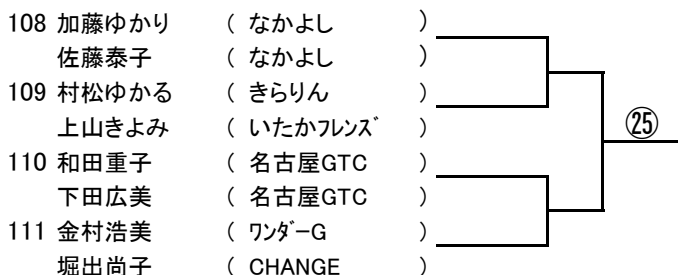 108 加藤ゆかり ( なかよし )
佐藤泰子 ( なかよし )
109 村松ゆかる ( きらりん )
上山きよみ ( いたかフレンズ )
㉕
110 和田重子 ( 名古屋GTC )
下田広美 ( 名古屋GTC )
111 金村浩美 ( ワンダーG )
堀出尚子 ( CHANGE )